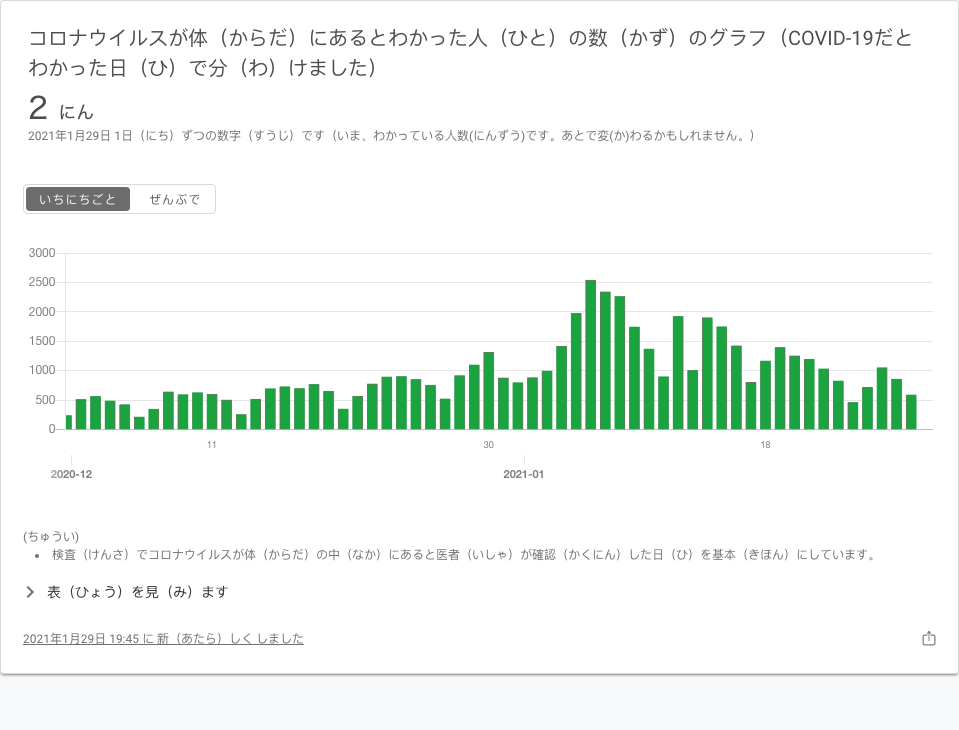 コロナウイルスが体（からだ）にあるとわかった人（ひと）の数（かず）のグラフ（COVID-19だと
わかった日（ひ）で分（わ）けました）
2 にん
2021年1月29日 1日（にち）ずつの数字（すうじ）です（いま、わかっている人数(にんずう)です。あとで変(か)わるかもしれません。）
いちにちごと ぜんぶで
3000
2500
2000
1500
1000
500
0
11 30 18
2020-12 2021-01
(ちゅうい)
• 検査（けんさ）でコロナウイルスが体（からだ）の中（なか）にあると医者（いしゃ）が確認（かくにん）した日（ひ）を基本（きほん）にしています。
表（ひょう）を見（み）ます
2021年1月29日 19:45 に 新（あたら）しく しました